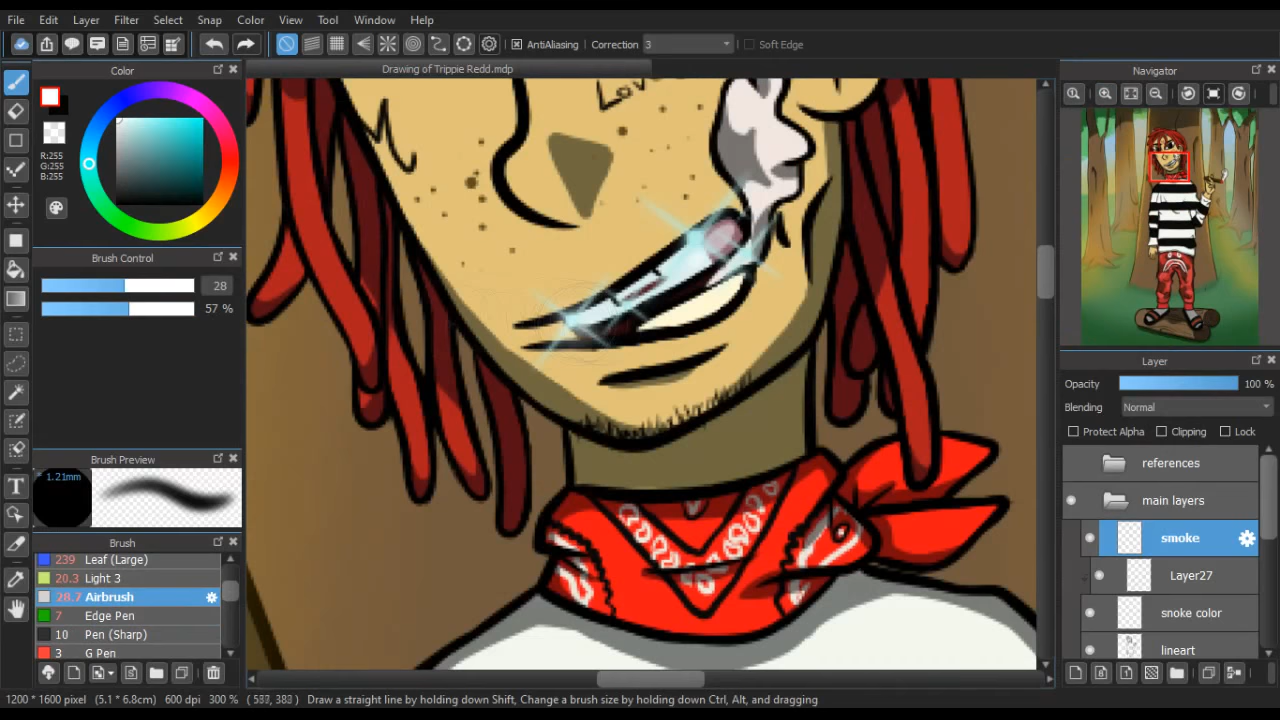 File Edit Layer Filter Select Snap Color View Tool Window Help
AntiAliasing Correction 3 Soft Edge
Color
R:255
G:255
B:255
Brush Control
28
57 %
Brush Preview
1.21mm
Brush
239 Leaf (Large)
20.3 Light 3
28.7 Airbrush
7 Edge Pen
10 Pen (Sharp)
3 G Pen
Drawing of Trippie Redd.mdp
Navigator
Layer
Opacity 100 %
Blending Normal
Protect Alpha Clipping Lock
references
main layers
smoke
Layer27
snoke color
lineart
1200 * 1600 pixel (5.1 * 6.8cm) 600 dpi 300 % Draw a straight line by holding down Shift, Change a brush size by holding down Ctrl, Alt, and dragging